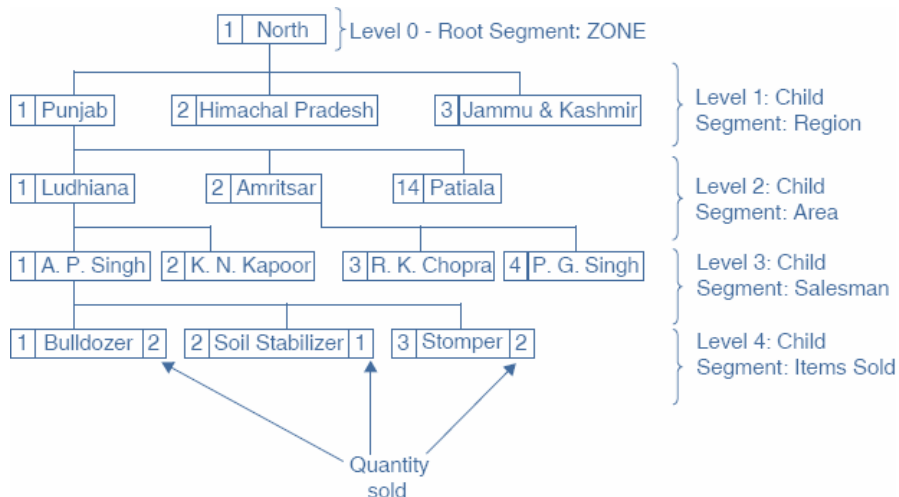 1 North
Level 0 - Root Segment: ZONE
1 Punjab
2 Himachal Pradesh
3 Jammu & Kashmir
Level 1: Child
Segment: Region
1 Ludhiana
2 Amritsar
14 Patiala
Level 2: Child
Segment: Area
1 A. P. Singh
2 K. N. Kapoor
3 R. K. Chopra
4 P. G. Singh
Level 3: Child
Segment: Salesman
1 Bulldozer 2
2 Soil Stabilizer 1
3 Stomper 2
Level 4: Child
Segment: Items Sold
Quantity
sold